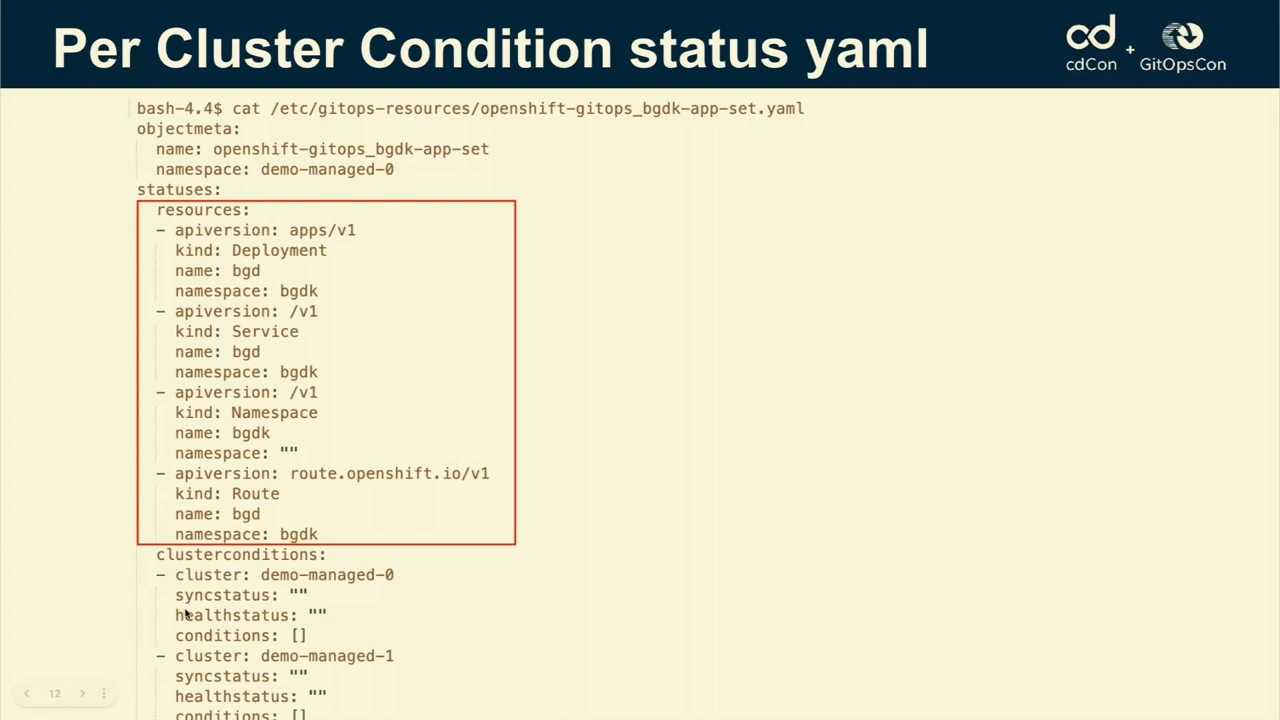 Per Cluster Condition status yaml
cd
cdCon
+
GitOpsCon
bash-4.4$ cat /etc/gitops-resources/openshift-gitops_bgdk-app-set.yaml
objectmeta:
  name: openshift-gitops_bgdk-app-set
  namespace: demo-managed-0
statuses:
  resources:
  - apiversion: apps/v1
    kind: Deployment
    name: bgd
    namespace: bgdk
  - apiversion: /v1
    kind: Service
    name: bgd
    namespace: bgdk
  - apiversion: /v1
    kind: Namespace
    name: bgdk
    namespace: ""
  - apiversion: route.openshift.io/v1
    kind: Route
    name: bgd
    namespace: bgdk
  clusterconditions:
  - cluster: demo-managed-0
    syncstatus: ""
    healthstatus: ""
    conditions: []
  - cluster: demo-managed-1
    syncstatus: ""
    healthstatus: ""
    conditions: []
12